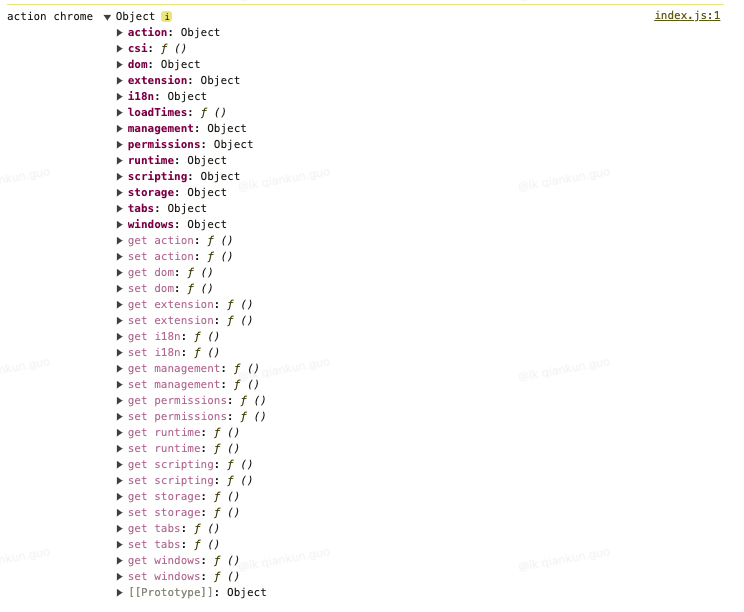 action chrome ▼ Object i index.js:1
▶ action: Object
▶ csi: ƒ ()
▶ dom: Object
▶ extension: Object
▶ i18n: Object
▶ loadTimes: ƒ ()
▶ management: Object
▶ permissions: Object
▶ runtime: Object
▶ scripting: Object
▶ storage: Object
▶ tabs: Object
▶ windows: Object
▶ get action: ƒ ()
▶ set action: ƒ ()
▶ get dom: ƒ ()
▶ set dom: ƒ ()
▶ get extension: ƒ ()
▶ set extension: ƒ ()
▶ get i18n: ƒ ()
▶ set i18n: ƒ ()
▶ get management: ƒ ()
▶ set management: ƒ ()
▶ get permissions: ƒ ()
▶ set permissions: ƒ ()
▶ get runtime: ƒ ()
▶ set runtime: ƒ ()
▶ get scripting: ƒ ()
▶ set scripting: ƒ ()
▶ get storage: ƒ ()
▶ set storage: ƒ ()
▶ get tabs: ƒ ()
▶ set tabs: ƒ ()
▶ get windows: ƒ ()
▶ set windows: ƒ ()
▶ [[Prototype]]: Object